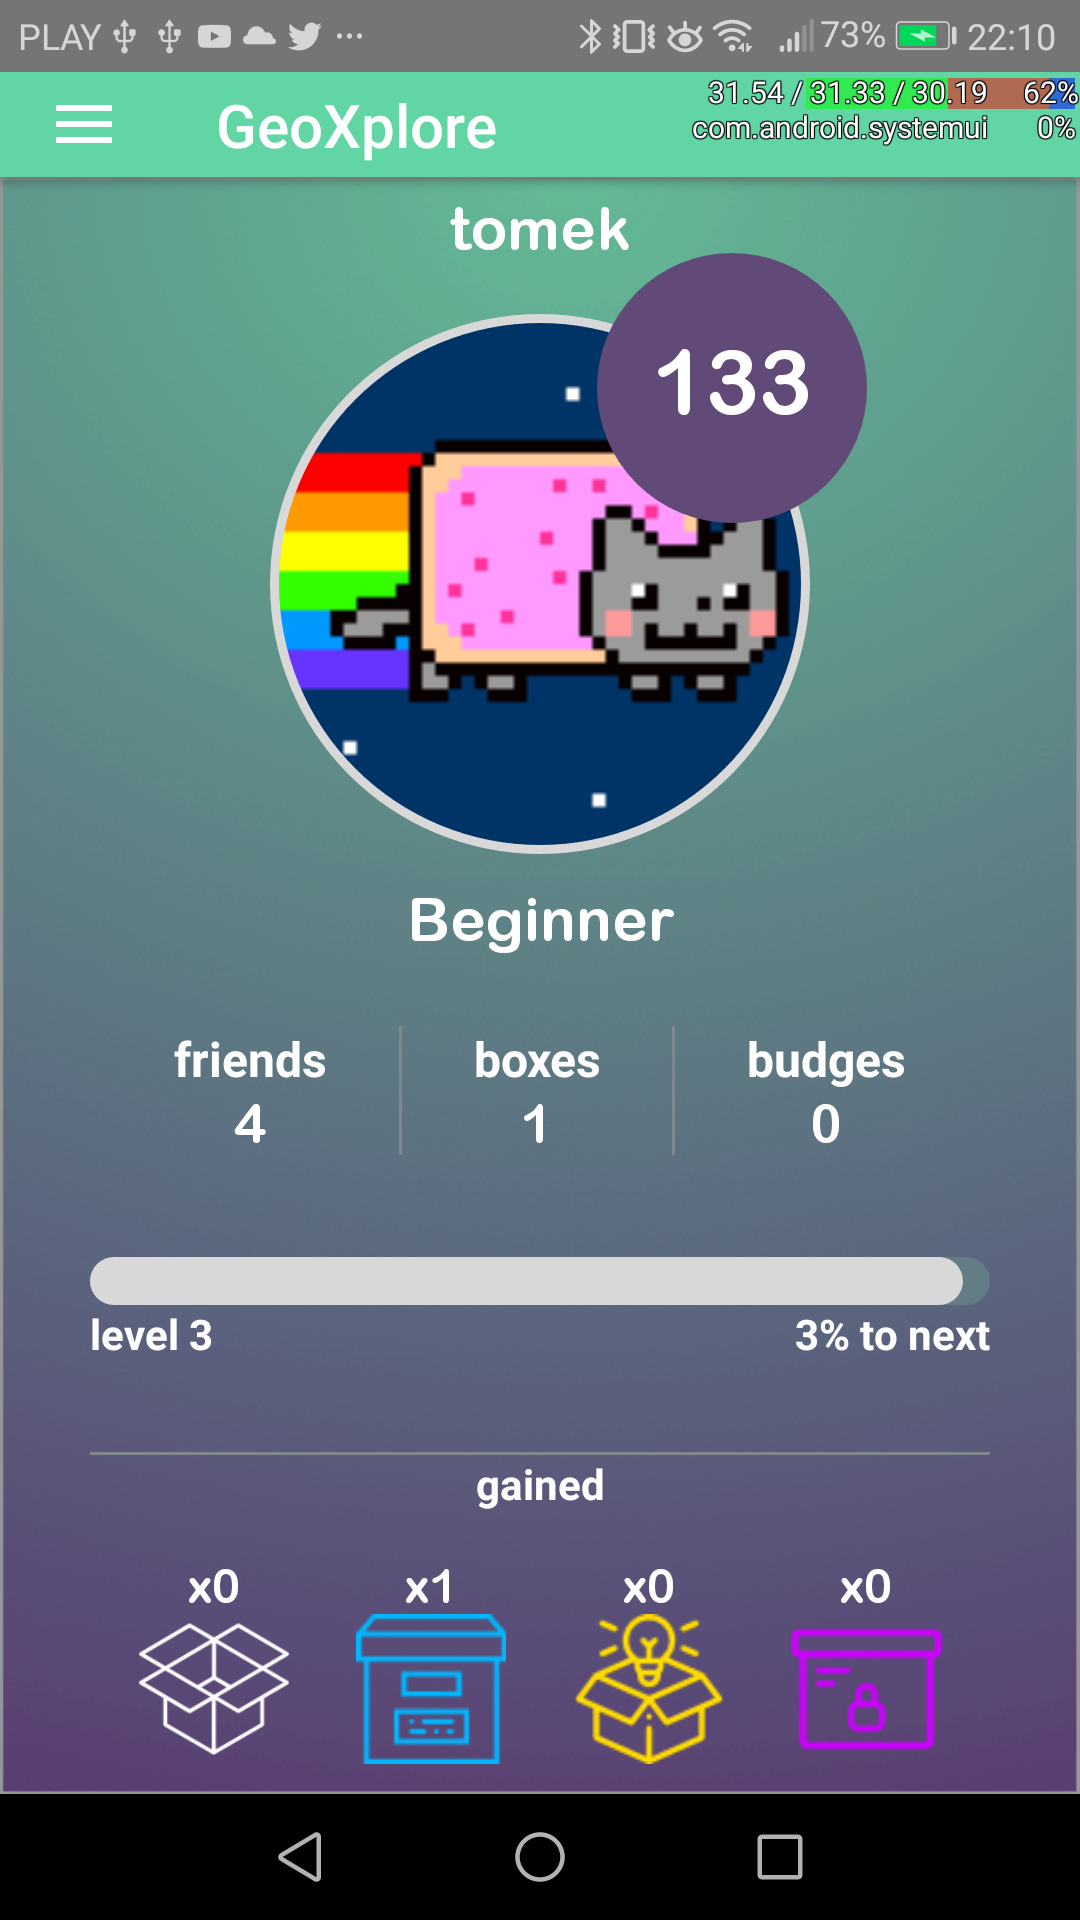 PLAY 73% 22:10
GeoXplore
31.54 / 31.33 / 30.19 62%
com.android.systemui 0%
tomek
133
Beginner
friends boxes budges
4 1 0
level 3 3% to next
gained
x0 x1 x0 x0